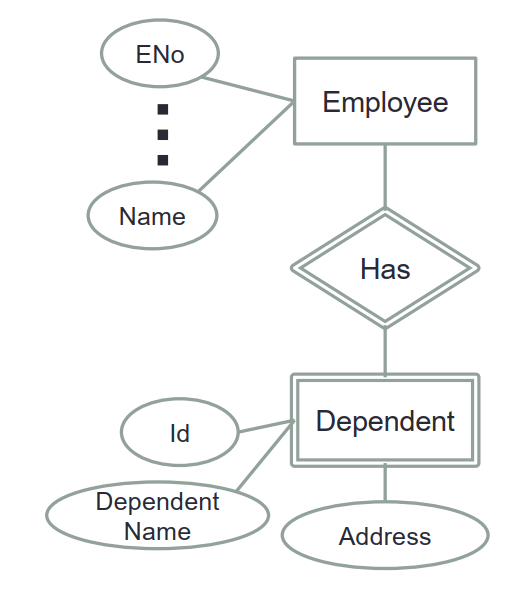 ENo
Employee
Name
Has
Dependent
Id
Dependent
Name
Address